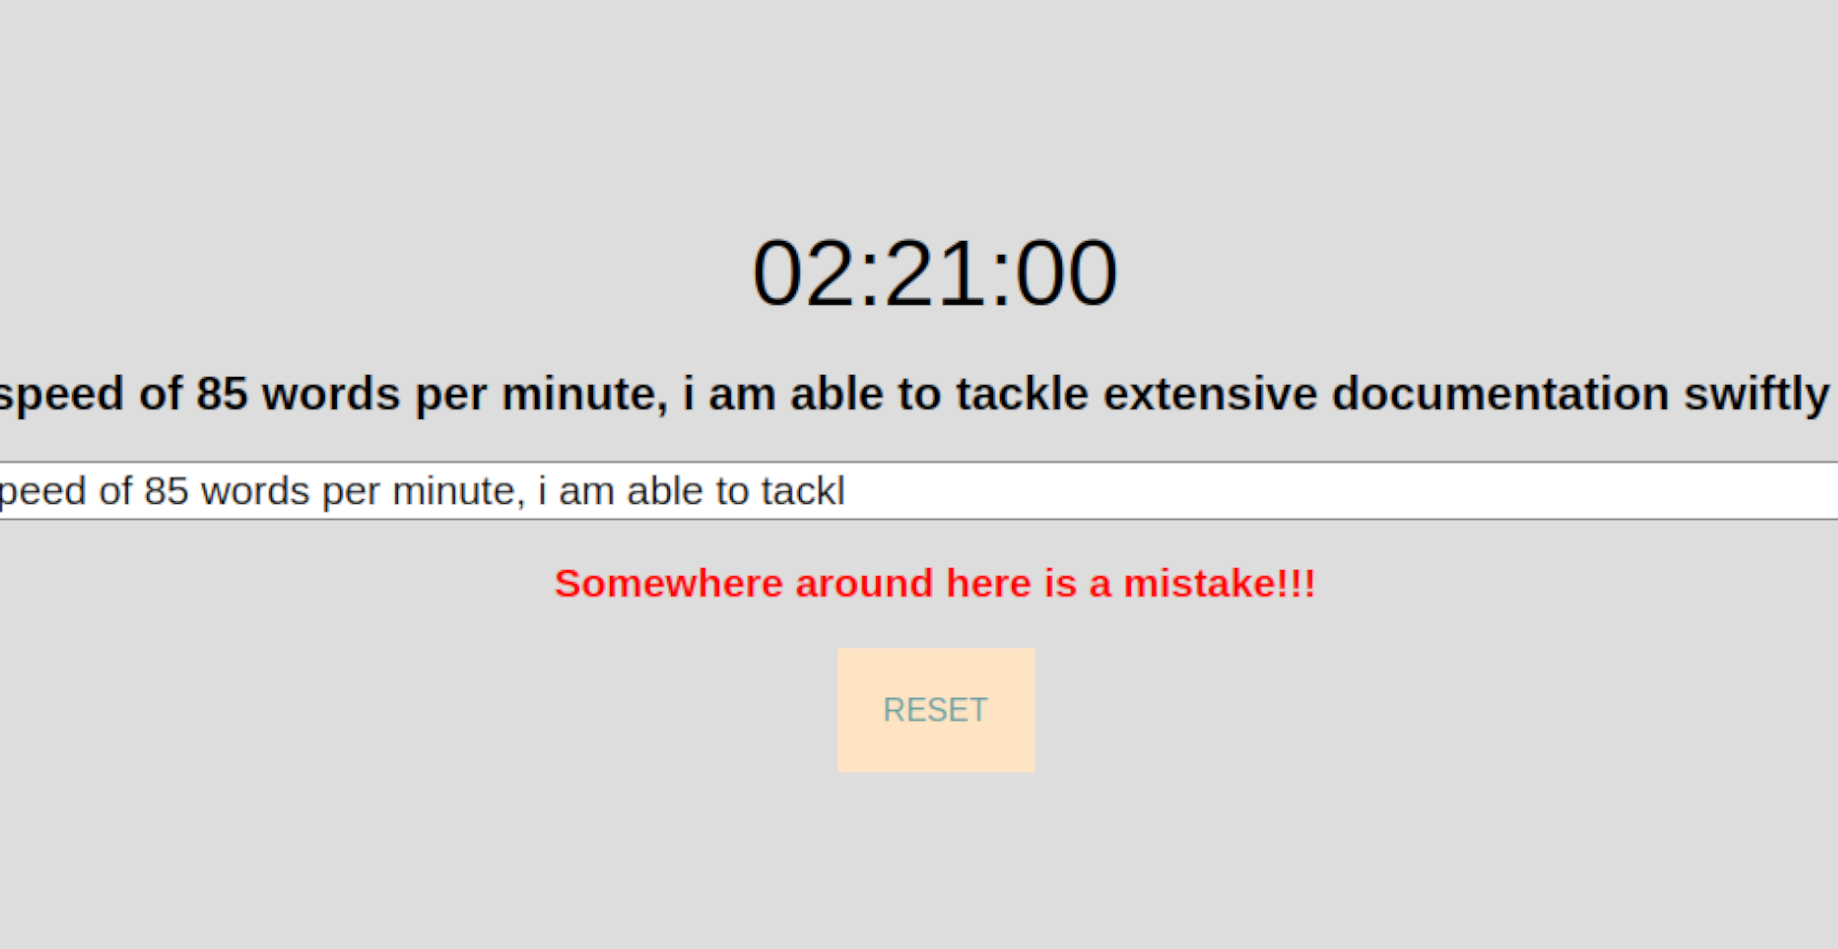 02:21:00
speed of 85 words per minute, i am able to tackle extensive documentation swiftly
peed of 85 words per minute, i am able to tackl
Somewhere around here is a mistake!!!
RESET